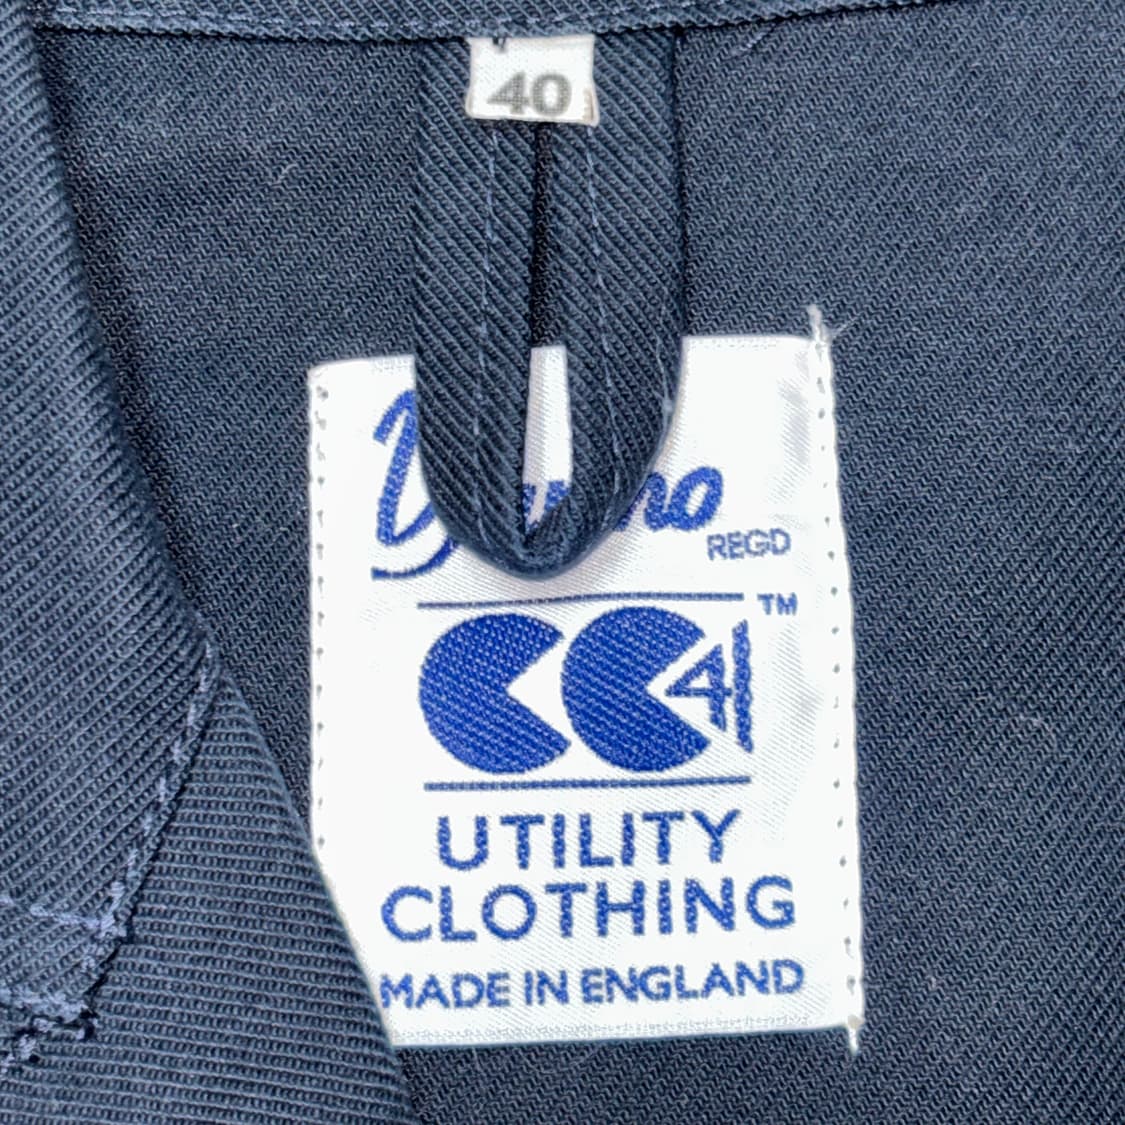 40
REGD
CC41
TM
UTILITY
CLOTHING
MADE IN ENGLAND